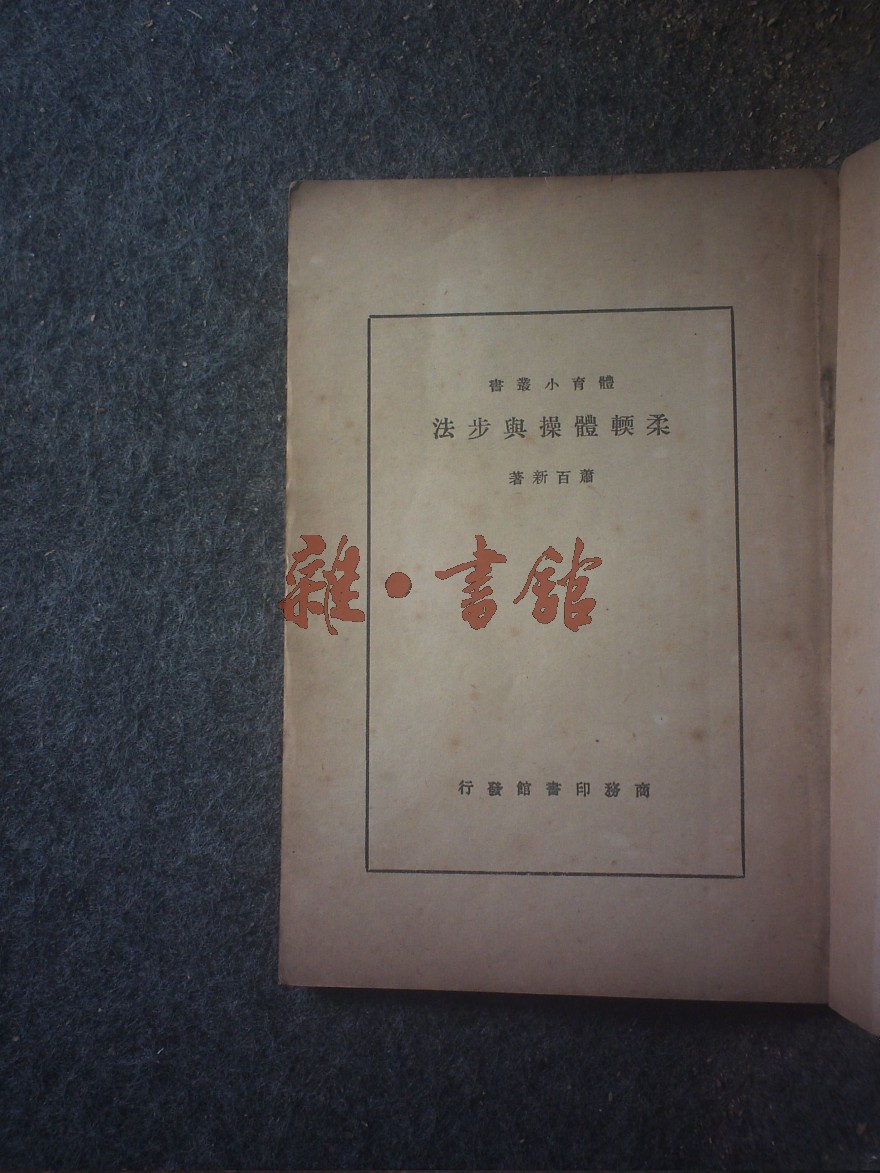 體育小叢書
柔輭體操與步法
蕭百新著
雜·書館
商務印書館發行